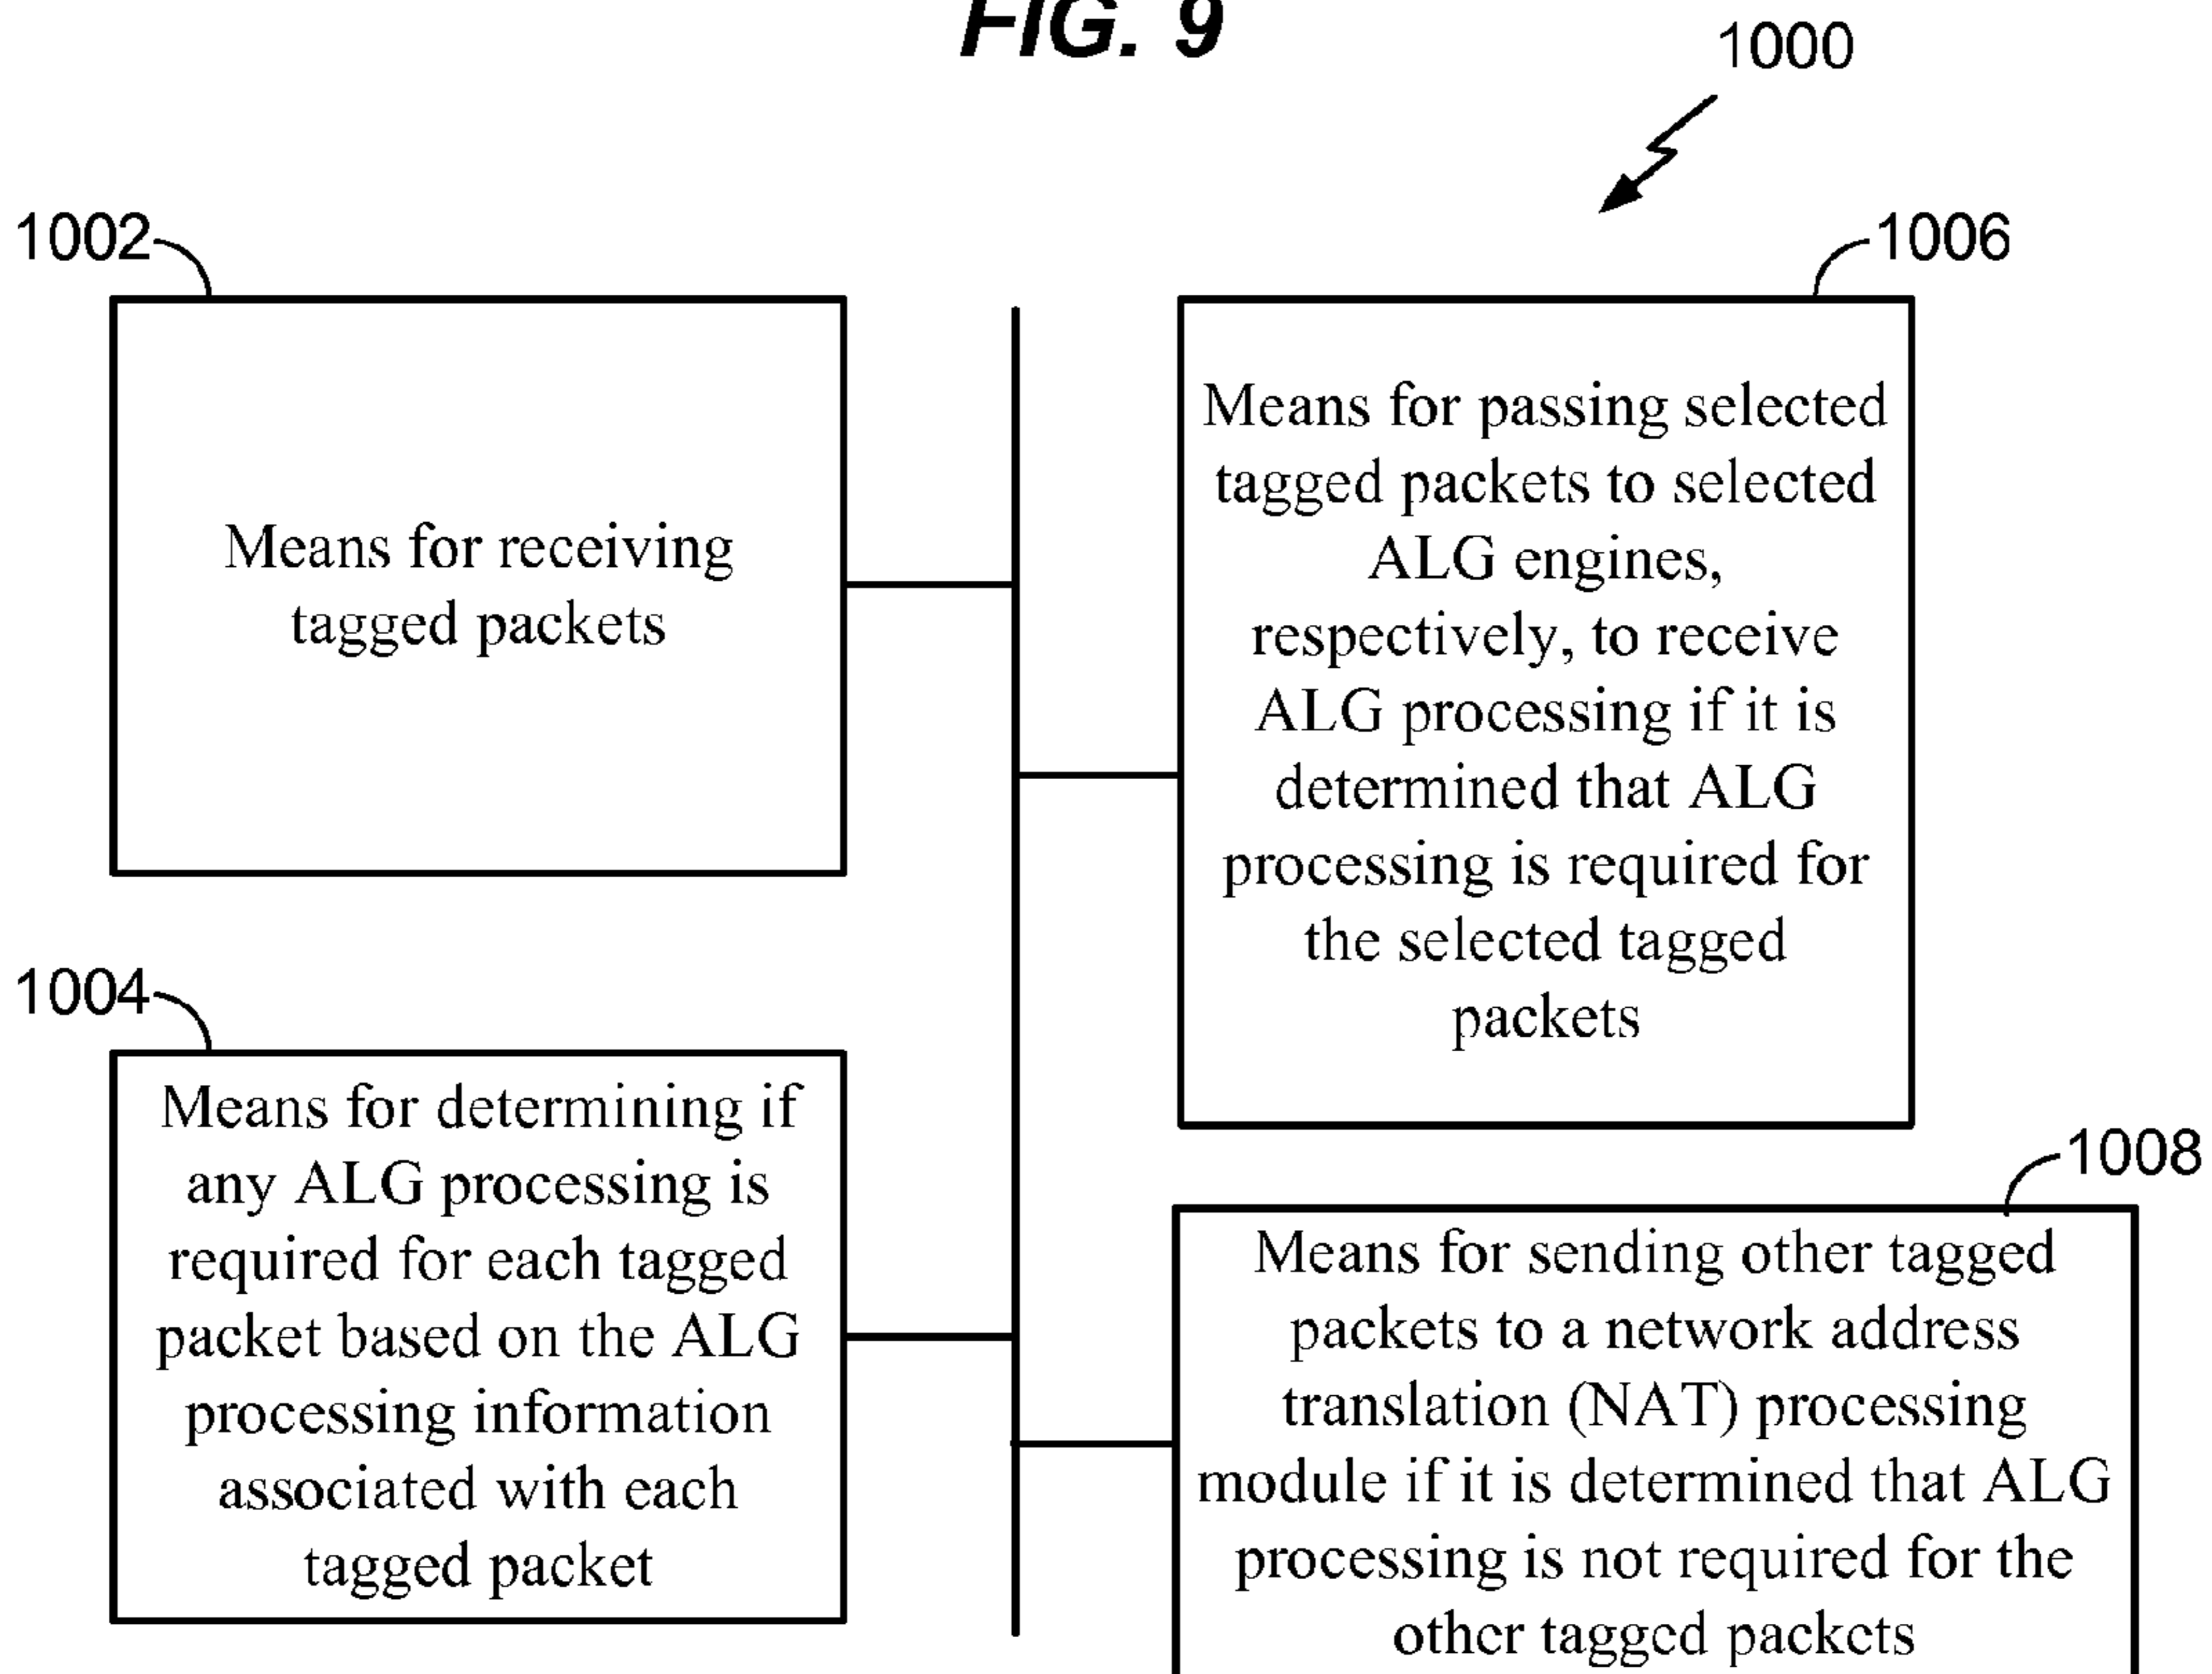 FIG. 9
1000
1002
Means for receiving
tagged packets
1004
Means for determining if
any ALG processing is
required for each tagged
packet based on the ALG
processing information
associated with each
tagged packet
1006
Means for passing selected
tagged packets to selected
ALG engines,
respectively, to receive
ALG processing if it is
determined that ALG
processing is required for
the selected tagged
packets
1008
Means for sending other tagged
packets to a network address
translation (NAT) processing
module if it is determined that ALG
processing is not required for the
other tagged packets